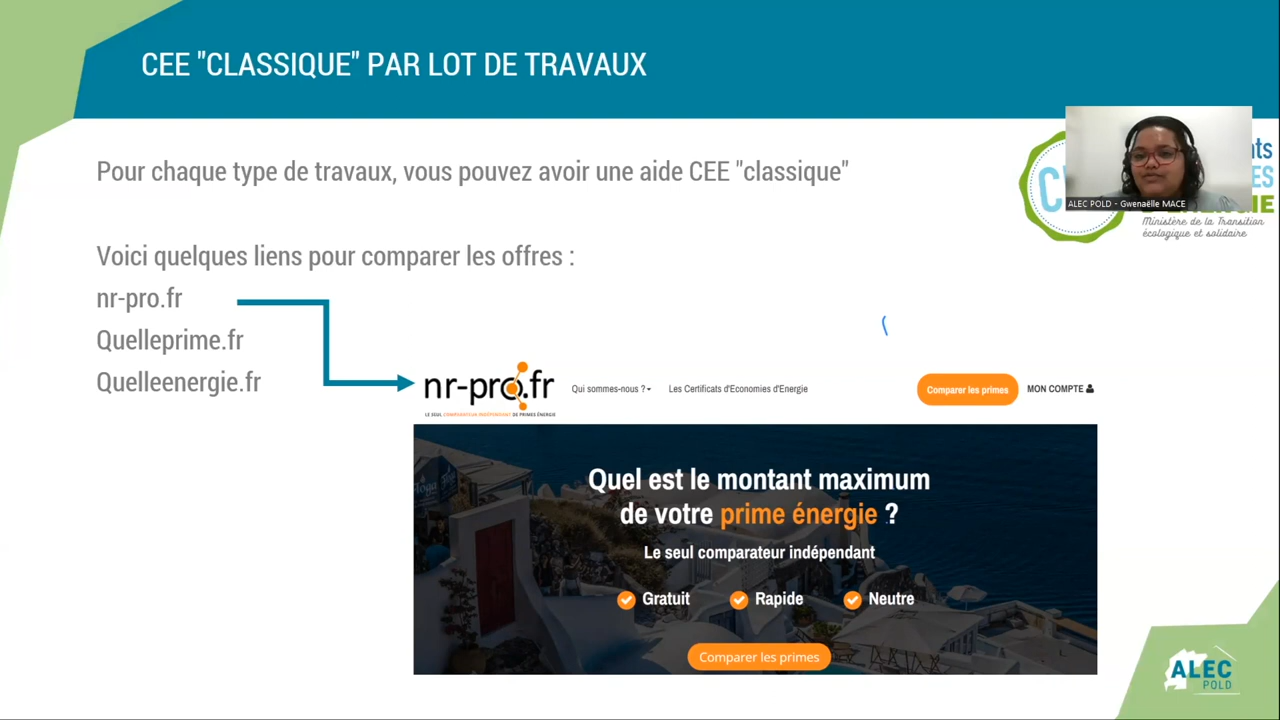 CEE "CLASSIQUE" PAR LOT DE TRAVAUX
Pour chaque type de travaux, vous pouvez avoir une aide CEE "classique"
ALEC POLD - Gwenaëlle MACE
Ministère de la Transition
écologique et solidaire
Voici quelques liens pour comparer les offres :
nr-pro.fr
Quelleprime.fr
Quelleenergie.fr
nr-pro.fr
LE SEUL COMPARATEUR INDÉPENDANT DE PRIMES ÉNERGIE
Qui sommes-nous ?
Les Certificats d'Economies d'Energie
Comparer les primes
MON COMPTE
Quel est le montant maximum
de votre prime énergie ?
Le seul comparateur indépendant
Gratuit Rapide Neutre
Comparer les primes
ALEC
POLD